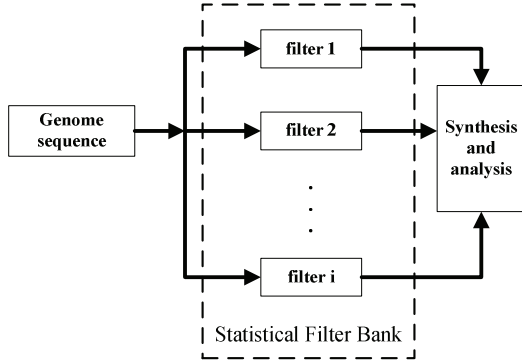 filter 1
Genome
sequence
filter 2
Synthesis
and
analysis
filter i
Statistical Filter Bank